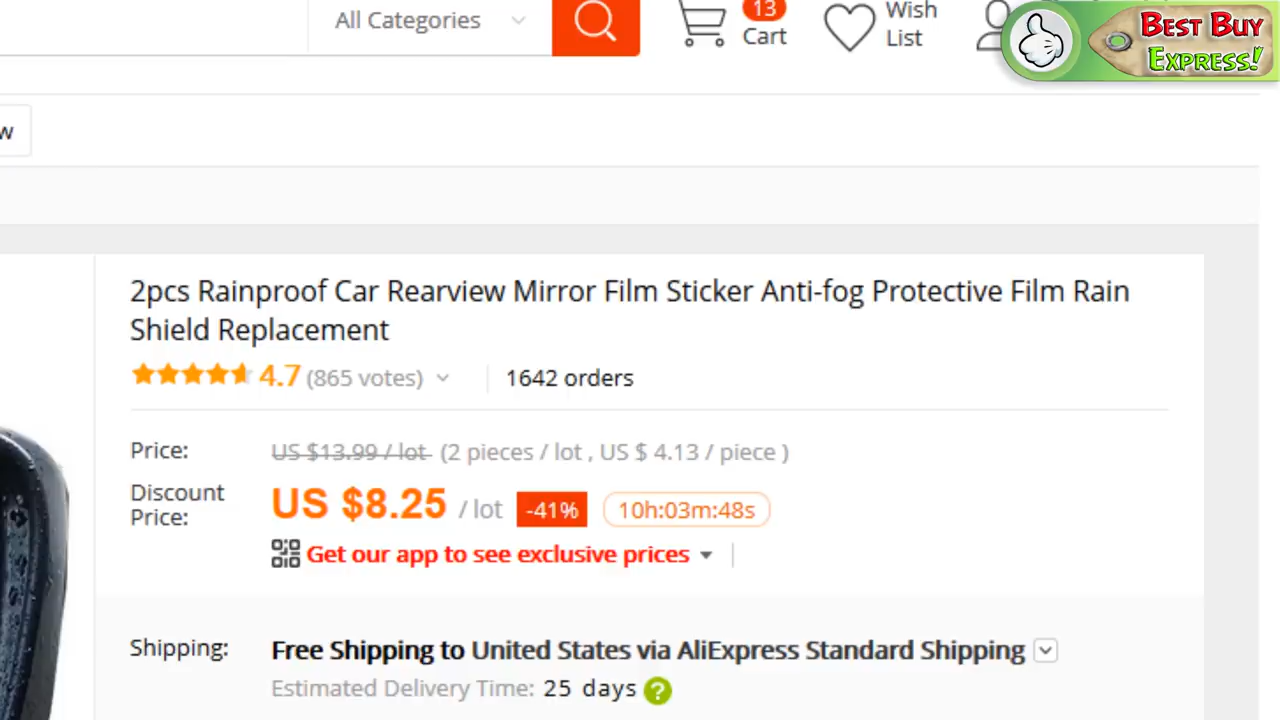 All Categories
13
Cart
Wish
List
BEST BUY
EXPRESS!
w
2pcs Rainproof Car Rearview Mirror Film Sticker Anti-fog Protective Film Rain
Shield Replacement
4.7 (865 votes) 1642 orders
Price: US $13.99 / lot (2 pieces / lot , US $ 4.13 / piece )
Discount
Price: US $8.25 / lot -41% 10h:03m:48s
Get our app to see exclusive prices
Shipping: Free Shipping to United States via AliExpress Standard Shipping
Estimated Delivery Time: 25 days ?